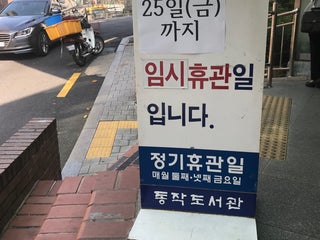 25일(금)
까지
임시휴관일
입니다.
정기휴관일
매월 둘째·넷째 금요일
동작도서관